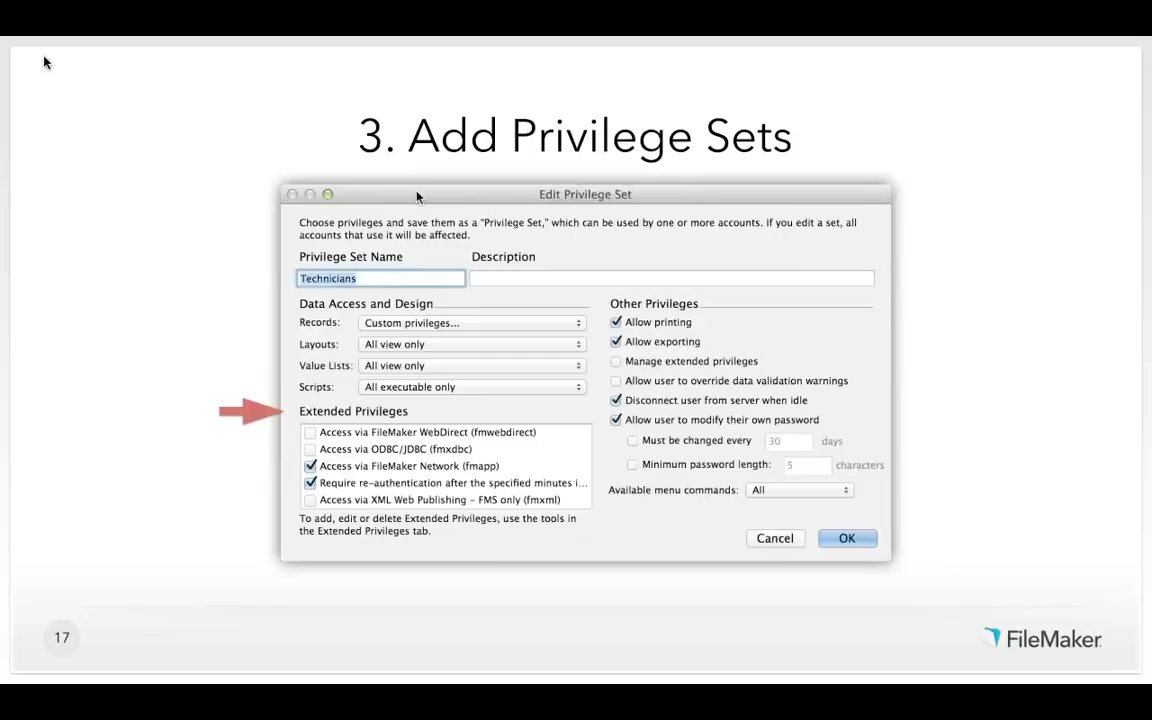 3. Add Privilege Sets
Edit Privilege Set
Choose privileges and save them as a "Privilege Set," which can be used by one or more accounts. If you edit a set, all
accounts that use it will be affected.
Privilege Set Name
Description
Technicians
Data Access and Design
Records: Custom privileges...
Layouts: All view only
Value Lists: All view only
Scripts: All executable only
Extended Privileges
Access via FileMaker WebDirect (fmwebdirect)
Access via ODBC/JDBC (fmxdbc)
Access via FileMaker Network (fmapp)
Require re-authentication after the specified minutes i...
Access via XML Web Publishing - FMS only (fmxml)
To add, edit or delete Extended Privileges, use the tools in
the Extended Privileges tab.
Other Privileges
Allow printing
Allow exporting
Manage extended privileges
Allow user to override data validation warnings
Disconnect user from server when idle
Allow user to modify their own password
Must be changed every 30 days
Minimum password length: 5 characters
Available menu commands: All
Cancel OK
17
FileMaker